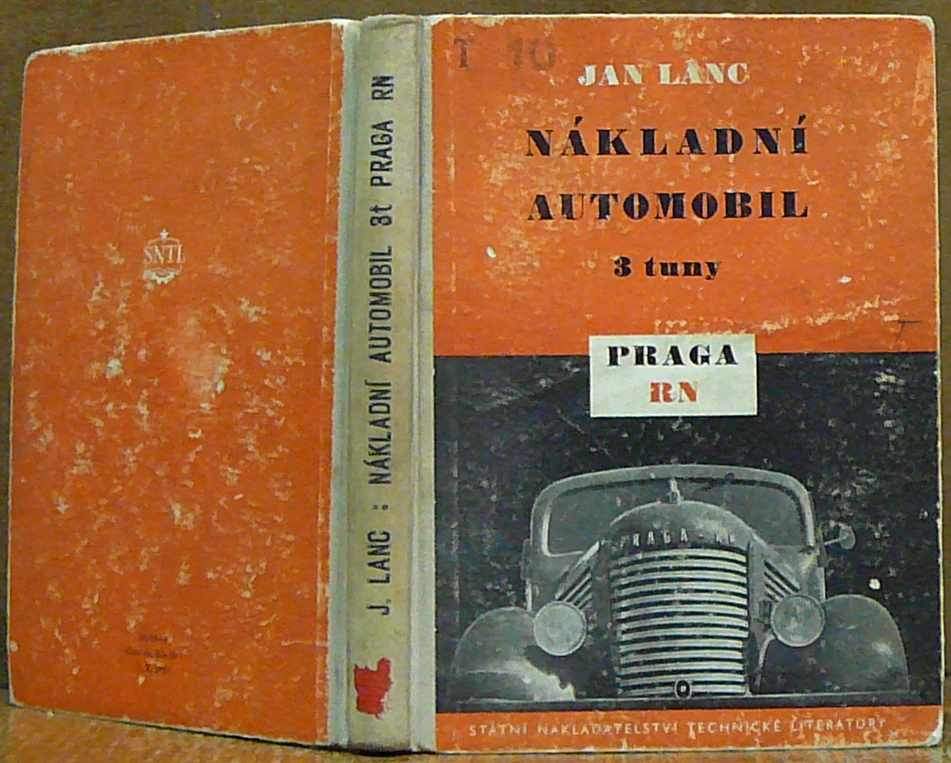 SNTL
J. LANC : NÁKLADNÍ AUTOMOBIL 3t PRAGA RN
T 10
JAN LANC
NÁKLADNÍ
AUTOMOBIL
3 tuny
PRAGA
RN
PRAGA RN
STÁTNÍ NAKLADATELSTVÍ TECHNICKÉ LITERATURY